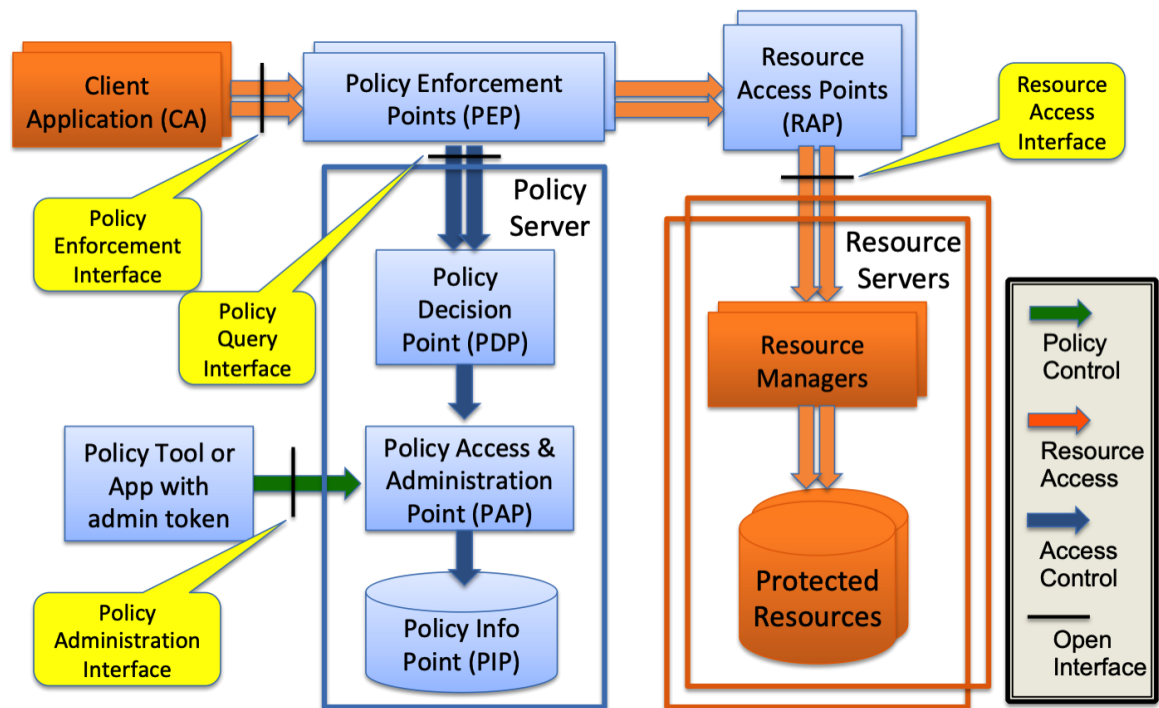 Client
Application (CA)
Policy Enforcement
Points (PEP)
Resource
Access Points
(RAP)
Resource
Access
Interface
Policy
Enforcement
Interface
Policy
Query
Interface
Policy
Server
Policy
Decision
Point (PDP)
Resource
Servers
Resource
Managers
Policy Tool or
App with
admin token
Policy Access &
Administration
Point (PAP)
Policy
Administration
Interface
Policy Info
Point (PIP)
Protected
Resources
Policy
Control
Resource
Access
Access
Control
Open
Interface